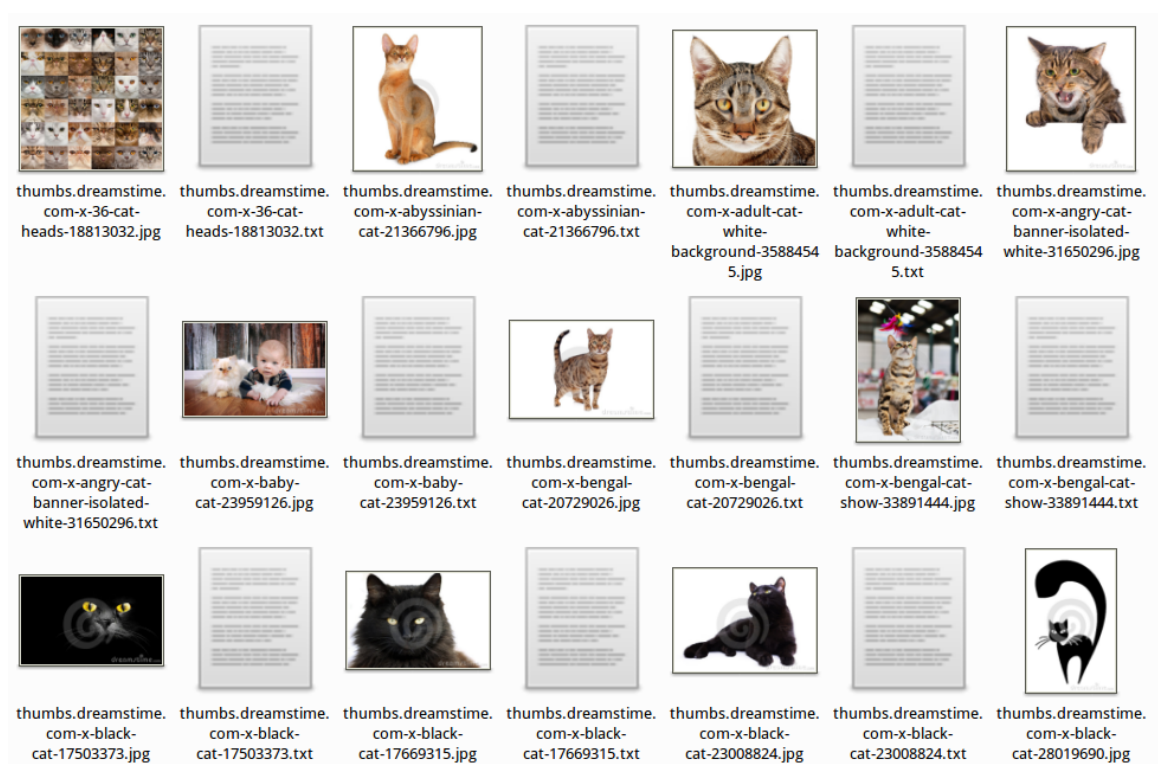 thumbs.dreamstime.
com-x-36-cat-
heads-18813032.jpg
thumbs.dreamstime.
com-x-36-cat-
heads-18813032.txt
thumbs.dreamstime.
com-x-abyssinian-
cat-21366796.jpg
thumbs.dreamstime.
com-x-abyssinian-
cat-21366796.txt
thumbs.dreamstime.
com-x-adult-cat-
white-
background-3588454
5.jpg
thumbs.dreamstime.
com-x-adult-cat-
white-
background-3588454
5.txt
thumbs.dreamstime.
com-x-angry-cat-
banner-isolated-
white-31650296.jpg
thumbs.dreamstime.
com-x-angry-cat-
banner-isolated-
white-31650296.txt
thumbs.dreamstime.
com-x-baby-
cat-23959126.jpg
thumbs.dreamstime.
com-x-baby-
cat-23959126.txt
thumbs.dreamstime.
com-x-bengal-
cat-20729026.jpg
thumbs.dreamstime.
com-x-bengal-
cat-20729026.txt
thumbs.dreamstime.
com-x-bengal-cat-
show-33891444.jpg
thumbs.dreamstime.
com-x-bengal-cat-
show-33891444.txt
thumbs.dreamstime.
com-x-black-
cat-17503373.jpg
thumbs.dreamstime.
com-x-black-
cat-17503373.txt
thumbs.dreamstime.
com-x-black-
cat-17669315.jpg
thumbs.dreamstime.
com-x-black-
cat-17669315.txt
thumbs.dreamstime.
com-x-black-
cat-23008824.jpg
thumbs.dreamstime.
com-x-black-
cat-23008824.txt
thumbs.dreamstime.
com-x-black-
cat-28019690.jpg